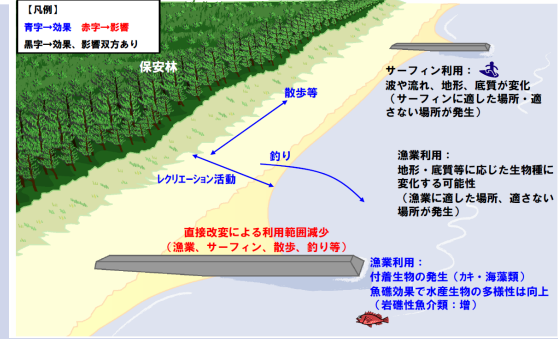 【凡例】
青字→効果　赤字→影響
黒字→効果、影響双方あり
保安林
散歩等
サーフィン利用：
波や流れ、地形、底質が変化
（サーフィンに適した場所・適
さない場所が発生）
釣り
レクリエーション活動
漁業利用：
地形・底質等に応じた生物種に
変化する可能性
（漁業に適した場所、適さない
場所が発生）
直接改変による利用範囲減少
（漁業、サーフィン、散歩、釣り等）
漁業利用：
付着生物の発生（カキ・海藻類）
魚礁効果で水産生物の多様性は向上
（岩礁性魚介類：増）